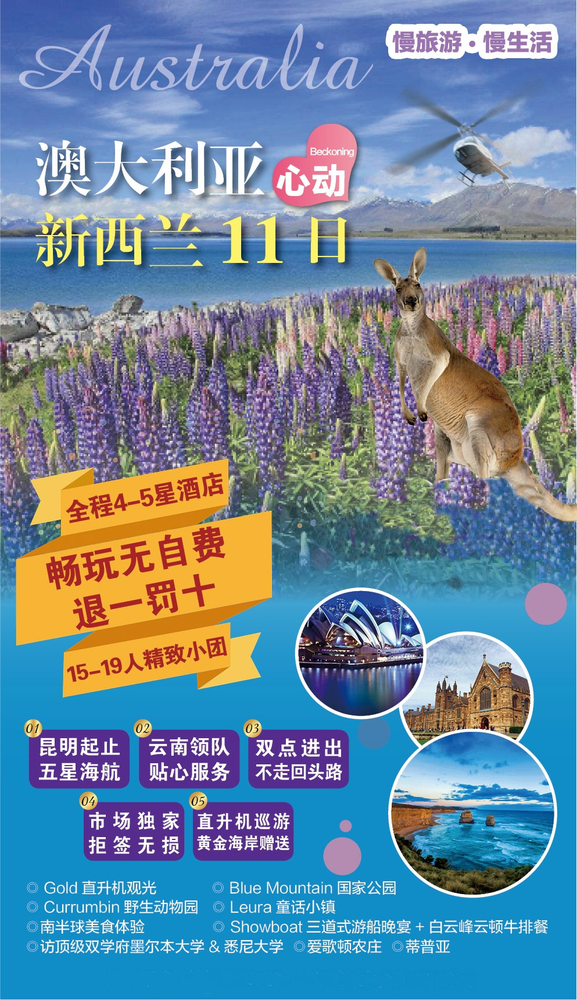 Australia
慢旅游·慢生活
澳大利亚
Beckoning
心动
新西兰 11 日
全程4-5星酒店
畅玩无自费
退一罚十
15-19人精致小团
01
昆明起止
五星海航
02
云南领队
贴心服务
03
双点进出
不走回头路
04
市场独家
拒签无损
05
直升机巡游
黄金海岸赠送
◎ Gold 直升机观光
◎ Blue Mountain 国家公园
◎ Currumbin 野生动物园
◎ Leura 童话小镇
◎南半球美食体验
◎ Showboat 三道式游船晚宴 + 白云峰云顿牛排餐
◎访顶级双学府墨尔本大学 & 悉尼大学 ◎爱歌顿农庄 ◎蒂普亚